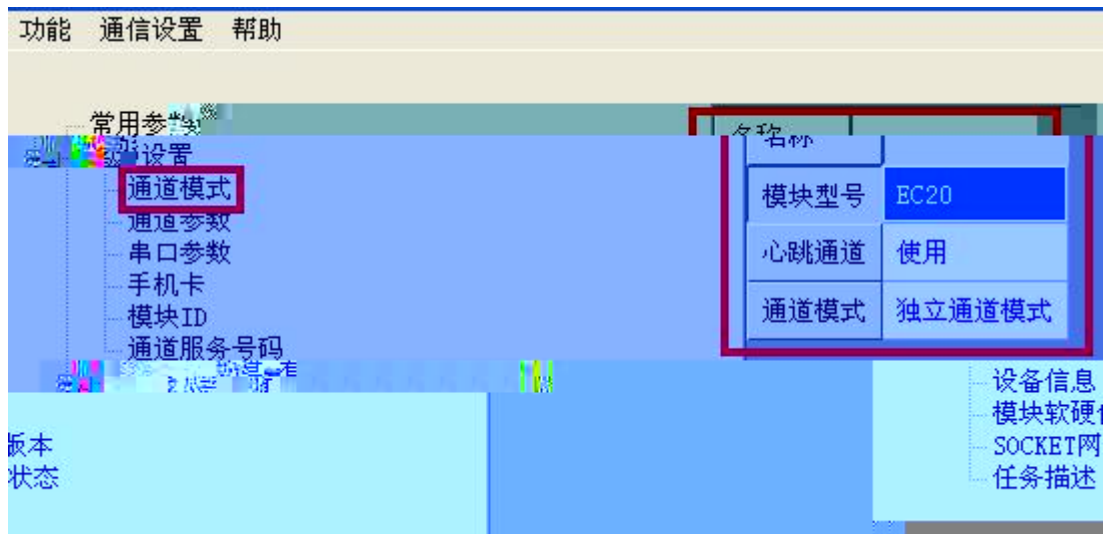 功能 通信设置 帮助
常用参数
设置
通道模式
通道参数
串口参数
手机卡
模块ID
通道服务号码
名称
模块型号 EC20
心跳通道 使用
通道模式 独立通道模式
版本
状态
设备信息
模块软硬
SOCKET网
任务描述